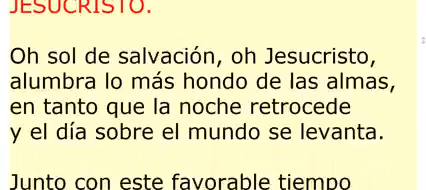 JESUCRISTO.
Oh sol de salvación, oh Jesucristo,
alumbra lo más hondo de las almas,
en tanto que la noche retrocede
y el día sobre el mundo se levanta.
Junto con este favorable tiempo